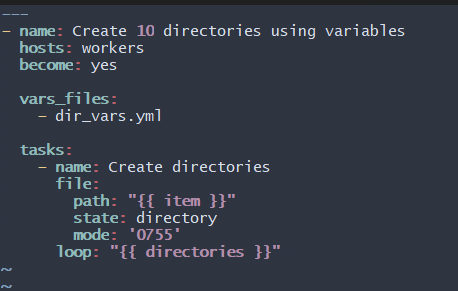 ---
- name: Create 10 directories using variables
  hosts: workers
  become: yes

  vars_files:
    - dir_vars.yml

  tasks:
    - name: Create directories
      file:
        path: "{{ item }}"
        state: directory
        mode: '0755'
      loop: "{{ directories }}"
~
~